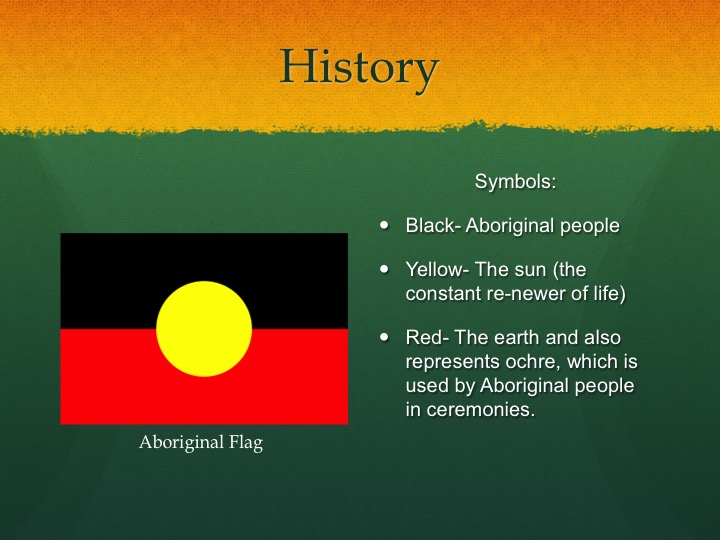 History
Symbols:
• Black- Aboriginal people
• Yellow- The sun (the
constant re-newer of life)
• Red- The earth and also
represents ochre, which is
used by Aboriginal people
in ceremonies.
Aboriginal Flag